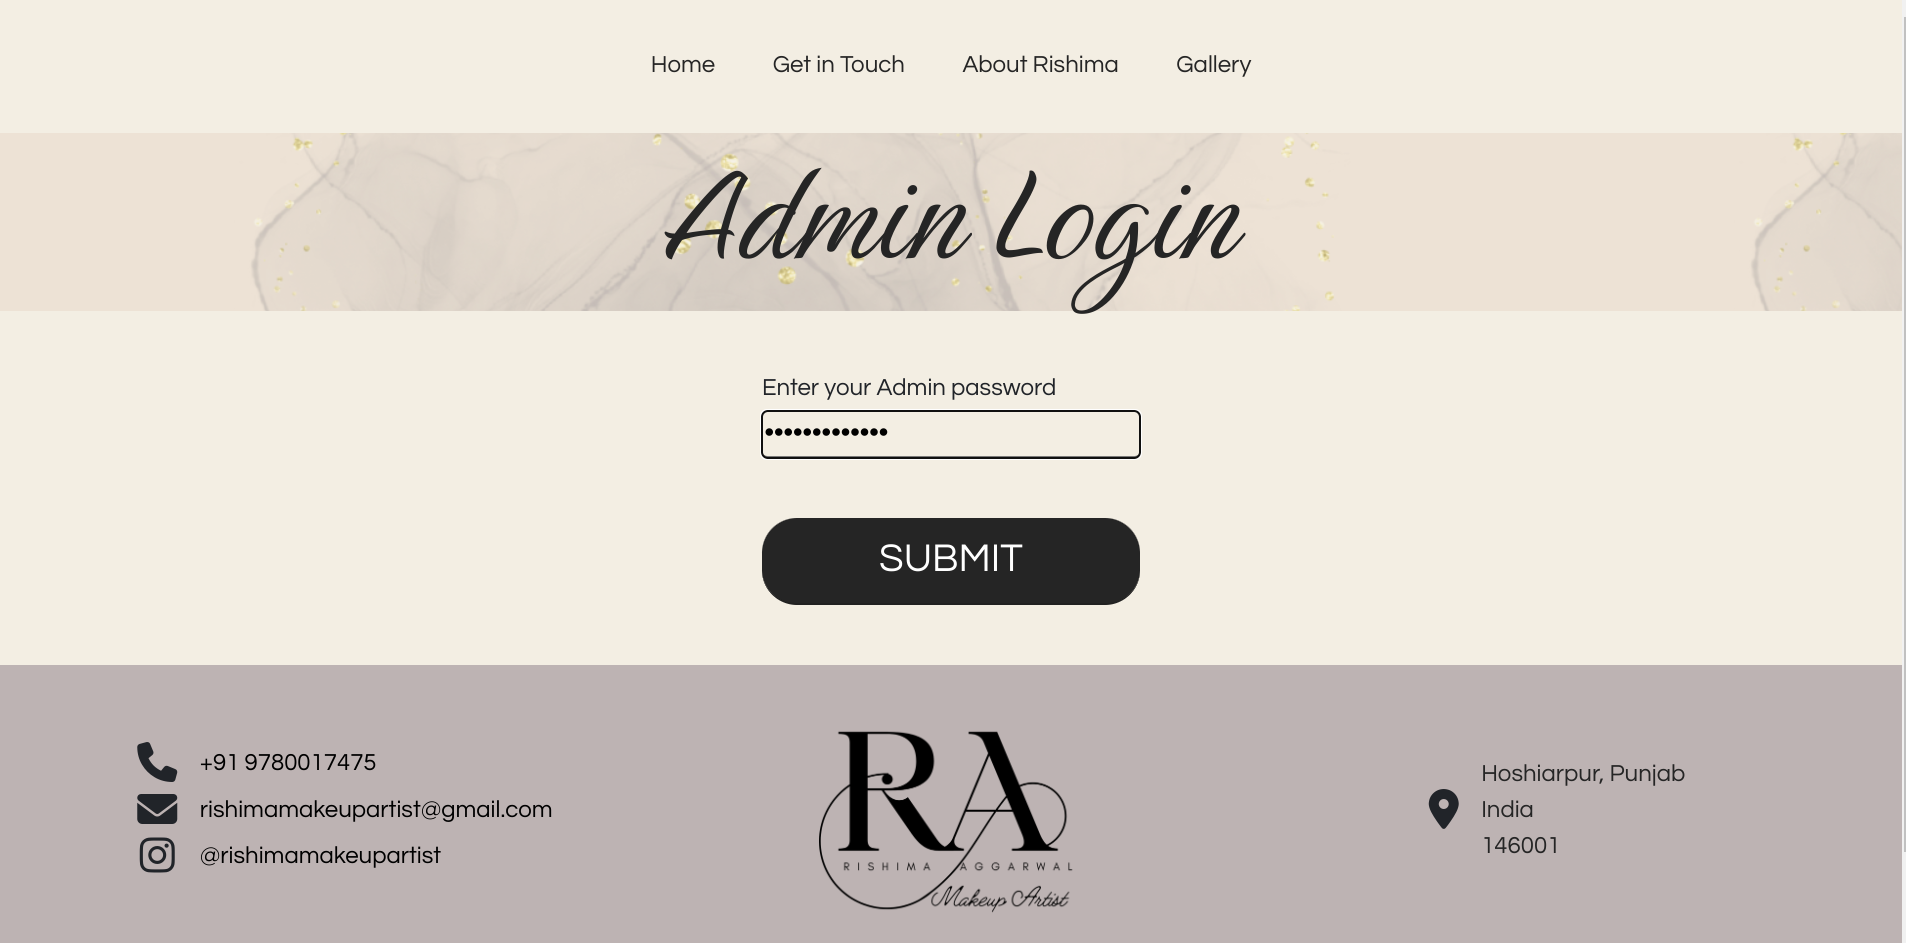 Home Get in Touch About Rishima Gallery
Admin Login
Enter your Admin password
•••••••••••••
SUBMIT
+91 9780017475
rishimamakeupartist@gmail.com
@rishimamakeupartist
RA
RISHIMA AGGARWAL
Makeup Artist
Hoshiarpur, Punjab
India
146001